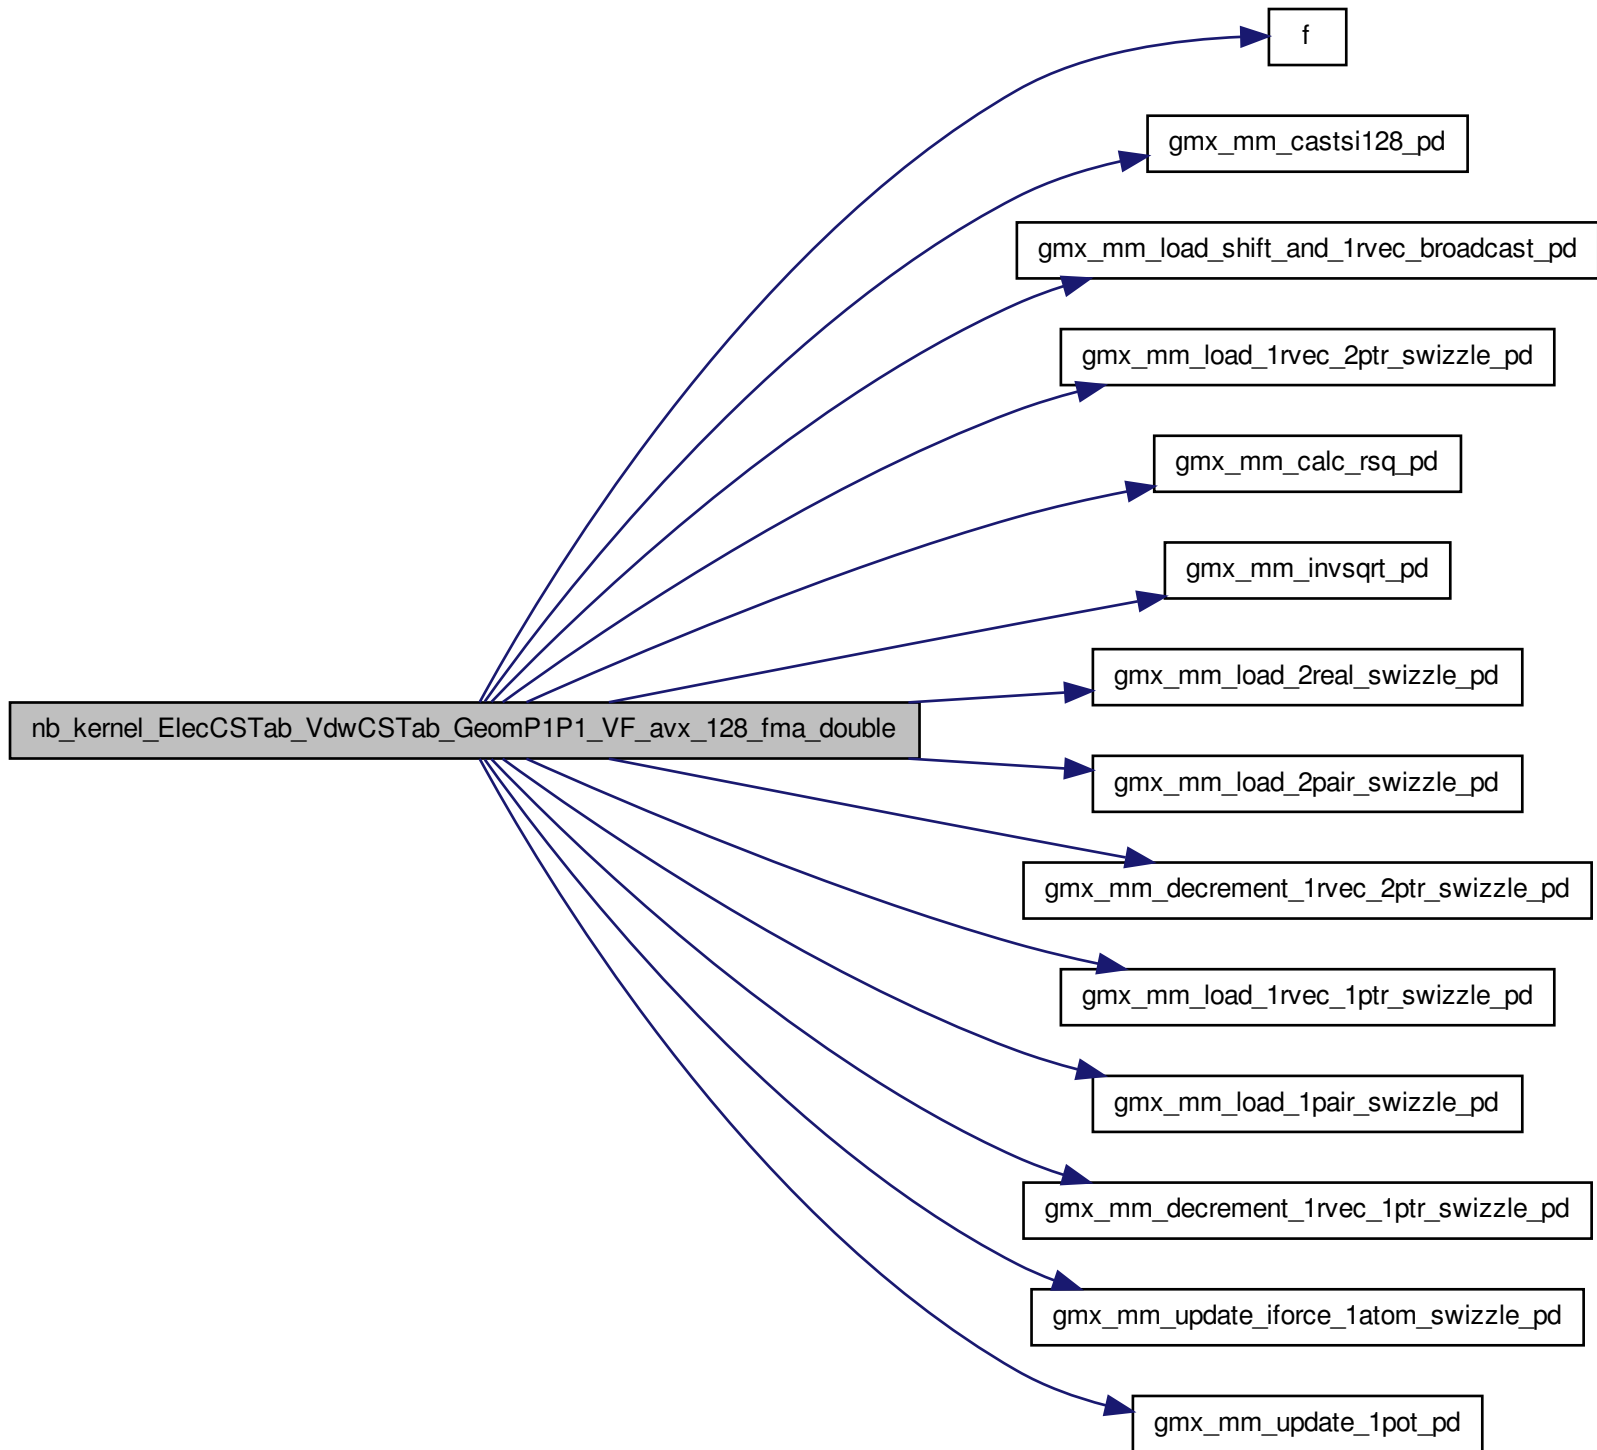 f
gmx_mm_castsi128_pd
gmx_mm_load_shift_and_1rvec_broadcast_pd
gmx_mm_load_1rvec_2ptr_swizzle_pd
gmx_mm_calc_rsq_pd
gmx_mm_invsqrt_pd
gmx_mm_load_2real_swizzle_pd
nb_kernel_ElecCSTab_VdwCSTab_GeomP1P1_VF_avx_128_fma_double
gmx_mm_load_2pair_swizzle_pd
gmx_mm_decrement_1rvec_2ptr_swizzle_pd
gmx_mm_load_1rvec_1ptr_swizzle_pd
gmx_mm_load_1pair_swizzle_pd
gmx_mm_decrement_1rvec_1ptr_swizzle_pd
gmx_mm_update_iforce_1atom_swizzle_pd
gmx_mm_update_1pot_pd